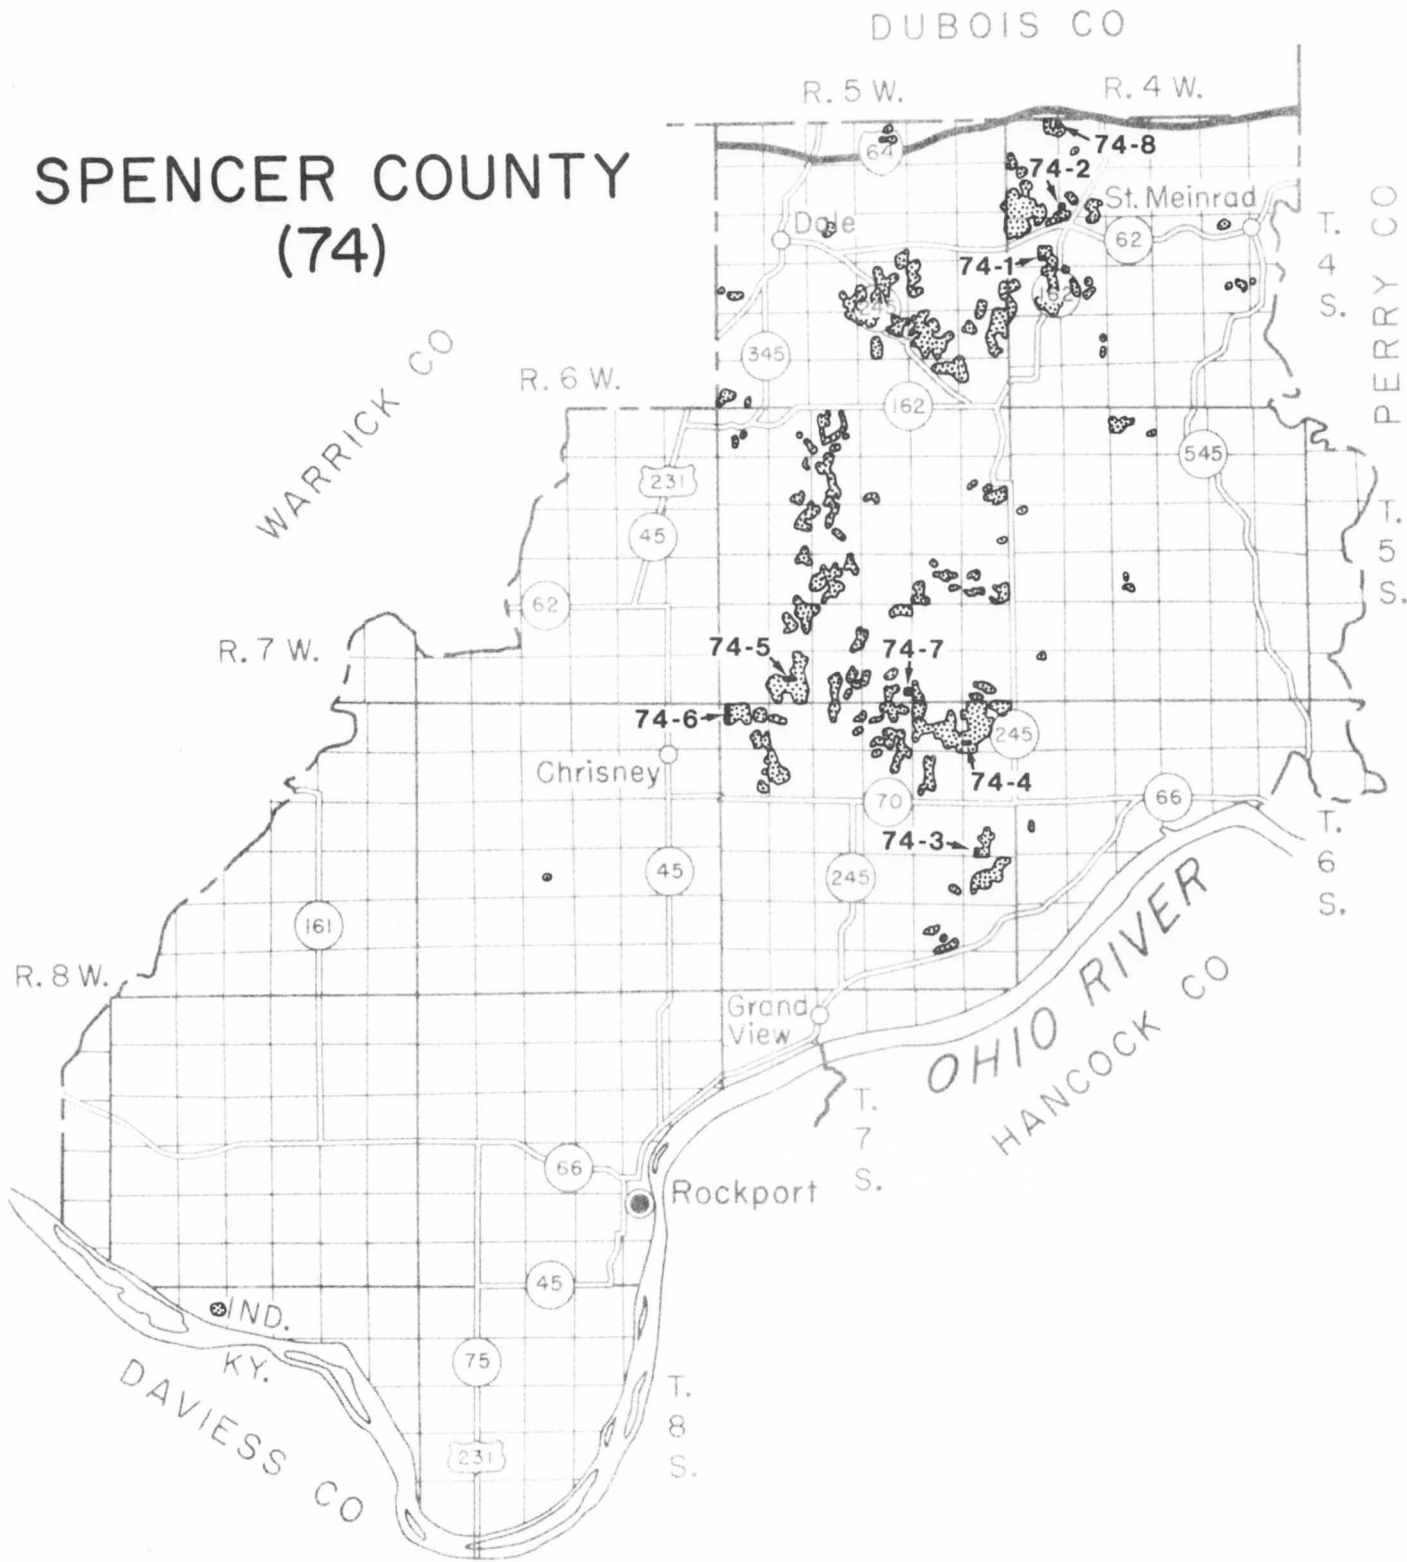 DUBOIS CO
R. 5 W.
R. 4 W.
SPENCER COUNTY
(74)
64
74-8
74-2
St. Meinrad
Dale
62
T.
4
S.
PERRY CO
74-1
245
162
345
WARRICK CO
R. 6 W.
162
231
545
45
T.
5
S.
62
R. 7 W.
74-5
74-7
74-6
245
Chrisney
74-4
70
66
74-3
T.
6
S.
45
245
161
R. 8 W.
OHIO RIVER
HANCOCK CO
Grand
View
T.
7
S.
66
Rockport
45
IND.
KY.
75
DAVIESS CO
T.
8
S.
231